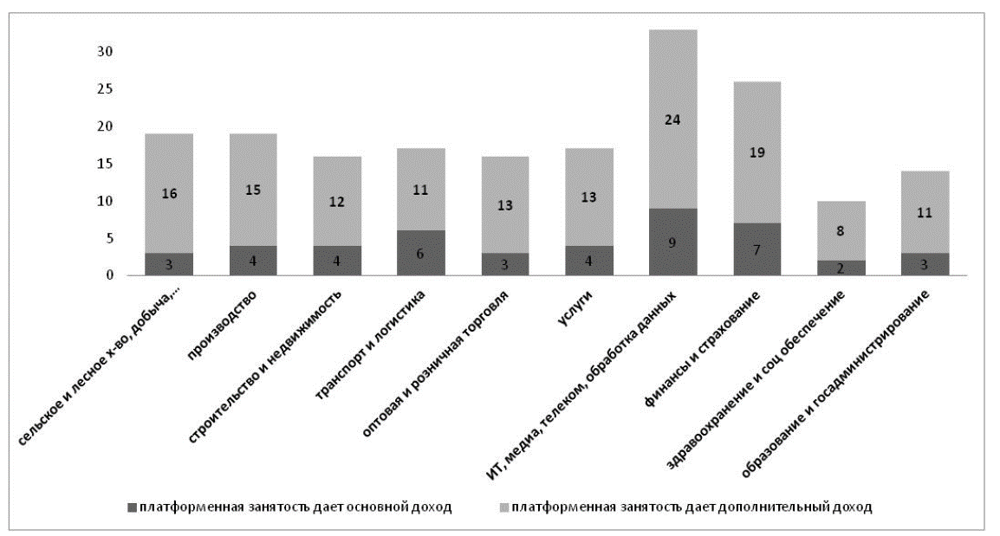 30
25
20
15
10
5
0
16
15
12
11
13
13
24
19
8
11
3
4
4
6
3
4
9
7
2
3
сельское и лесное х-во, добыча,...
производство
строительство и недвижимость
транспорт и логистика
оптовая и розничная торговля
услуги
ИТ, медиа, телеком, обработка данных
финансы и страхование
здравоохранение и соц обеспечение
образование и госадминистрирование
платформенная занятость дает основной доход
платформенная занятость дает дополнительный доход